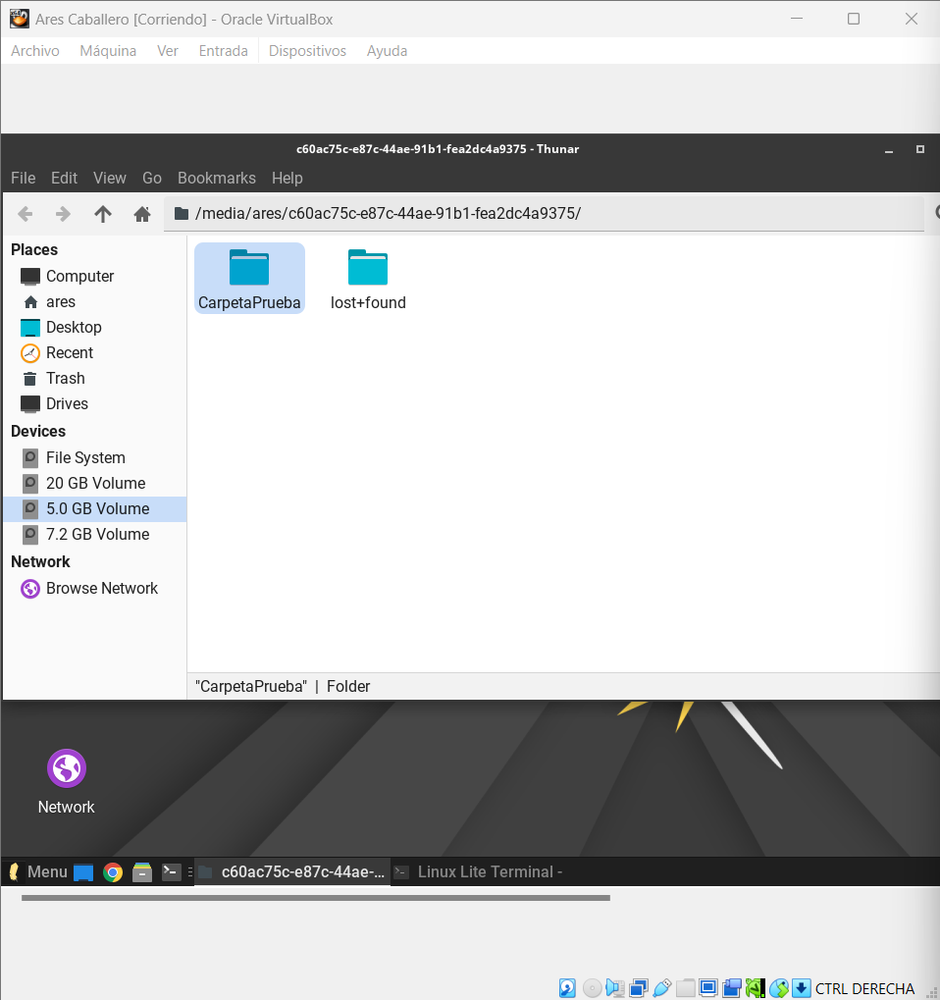 Ares Caballero [Corriendo] - Oracle VirtualBox
Archivo Máquina Ver Entrada Dispositivos Ayuda
c60ac75c-e87c-44ae-91b1-fea2dc4a9375 - Thunar
File Edit View Go Bookmarks Help
/media/ares/c60ac75c-e87c-44ae-91b1-fea2dc4a9375/
Places
Computer
ares
Desktop
Recent
Trash
Drives
Devices
File System
20 GB Volume
5.0 GB Volume
7.2 GB Volume
Network
Browse Network
CarpetaPrueba lost+found
"CarpetaPrueba" | Folder
Network
Menu c60ac75c-e87c-44ae-... Linux Lite Terminal -
CTRL DERECHA